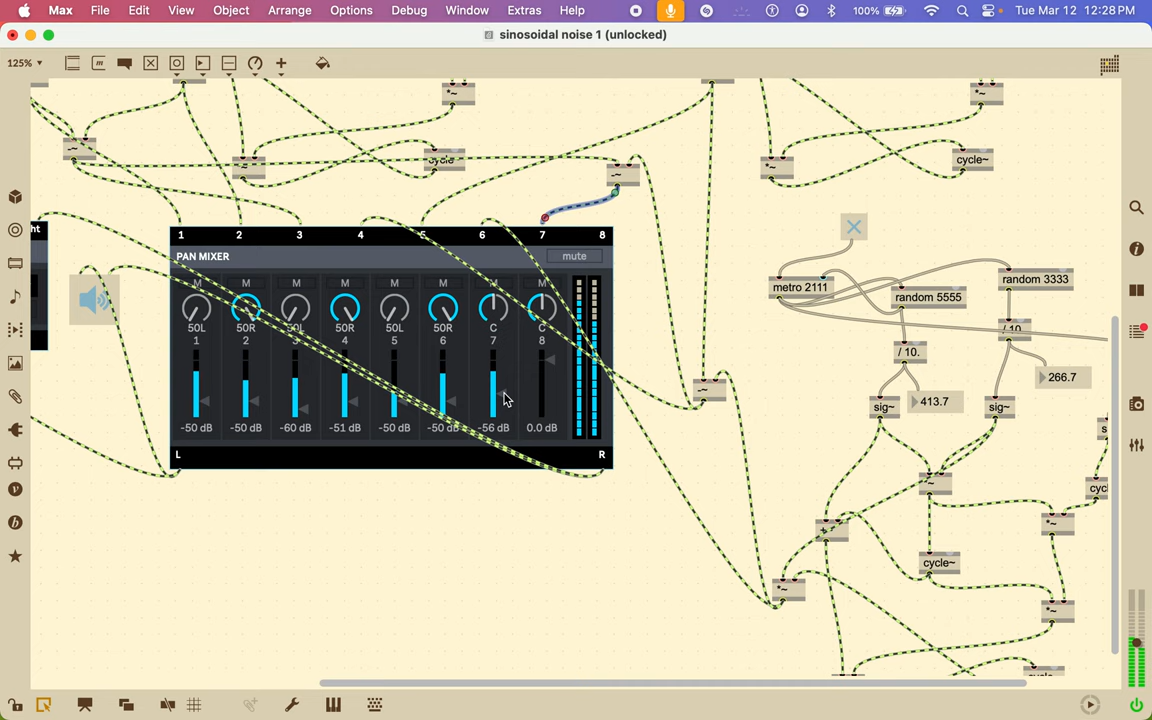 Max File Edit View Object Arrange Options Debug Window Extras Help 100% Tue Mar 12 12:28 PM
sinosoidal noise 1 (unlocked)
125%
*~ *~
-~ *~ cycle~ -~ *~ cycle~
ht
1 2 3 4 5 6 7 8
PAN MIXER mute
M M M M M M M M
50L 50R 50L 50R 50L 50R C C
1 2 3 4 5 6 7 8
-50 dB -50 dB -60 dB -51 dB -50 dB -50 dB -56 dB 0.0 dB
L R
metro 2111
random 5555
random 3333
/ 10.
/ 10.
266.7
413.7
sig~ sig~
s
-~
cycl
*~
cycle~
-~
*~
*~